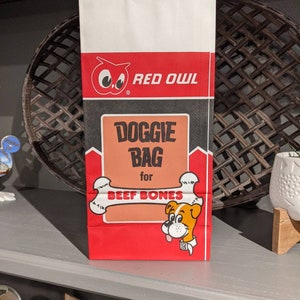 RED OWL
®
DOGGIE
BAG
for
BEEF BONES